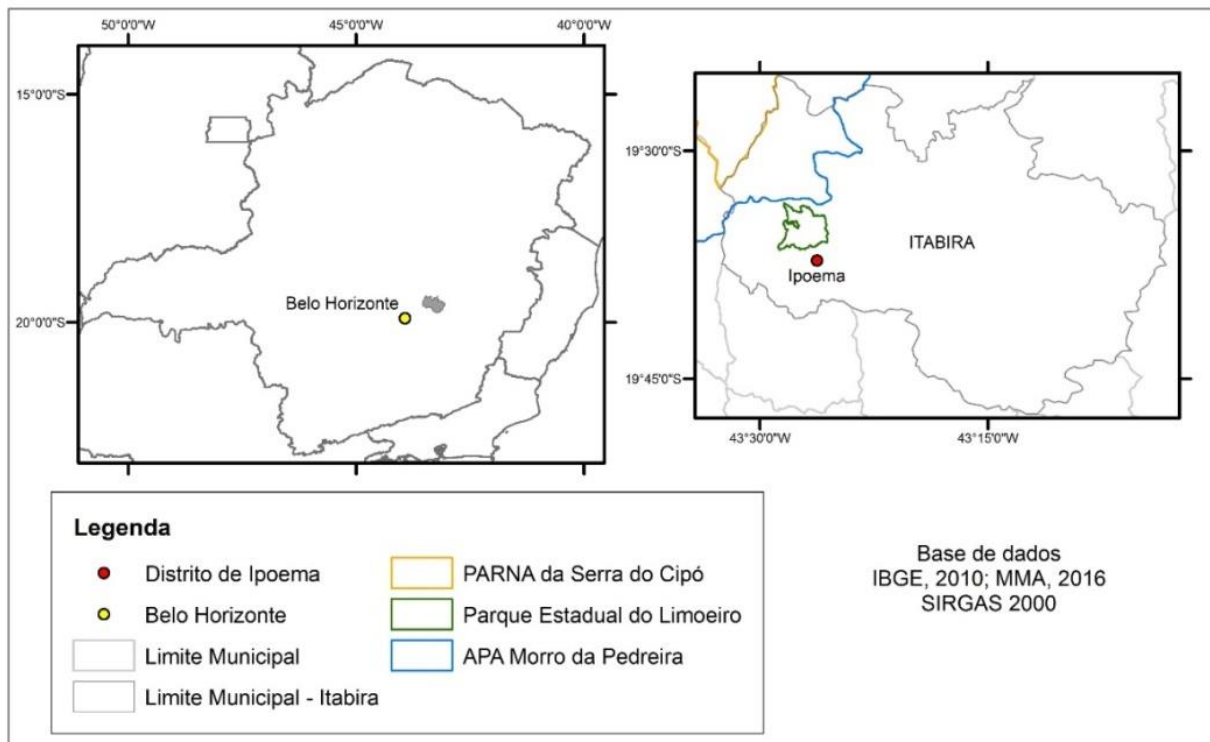 50°0'0"W
45°0'0"W
40°0'0"W
15°0'0"S
20°0'0"S
Belo Horizonte
19°30'0"S
19°45'0"S
ITABIRA
Ipoema
43°30'0"W
43°15'0"W
Legenda
Distrito de Ipoema
Belo Horizonte
Limite Municipal
Limite Municipal - Itabira
PARNA da Serra do Cipó
Parque Estadual do Limoeiro
APA Morro da Pedreira
Base de dados
IBGE, 2010; MMA, 2016
SIRGAS 2000